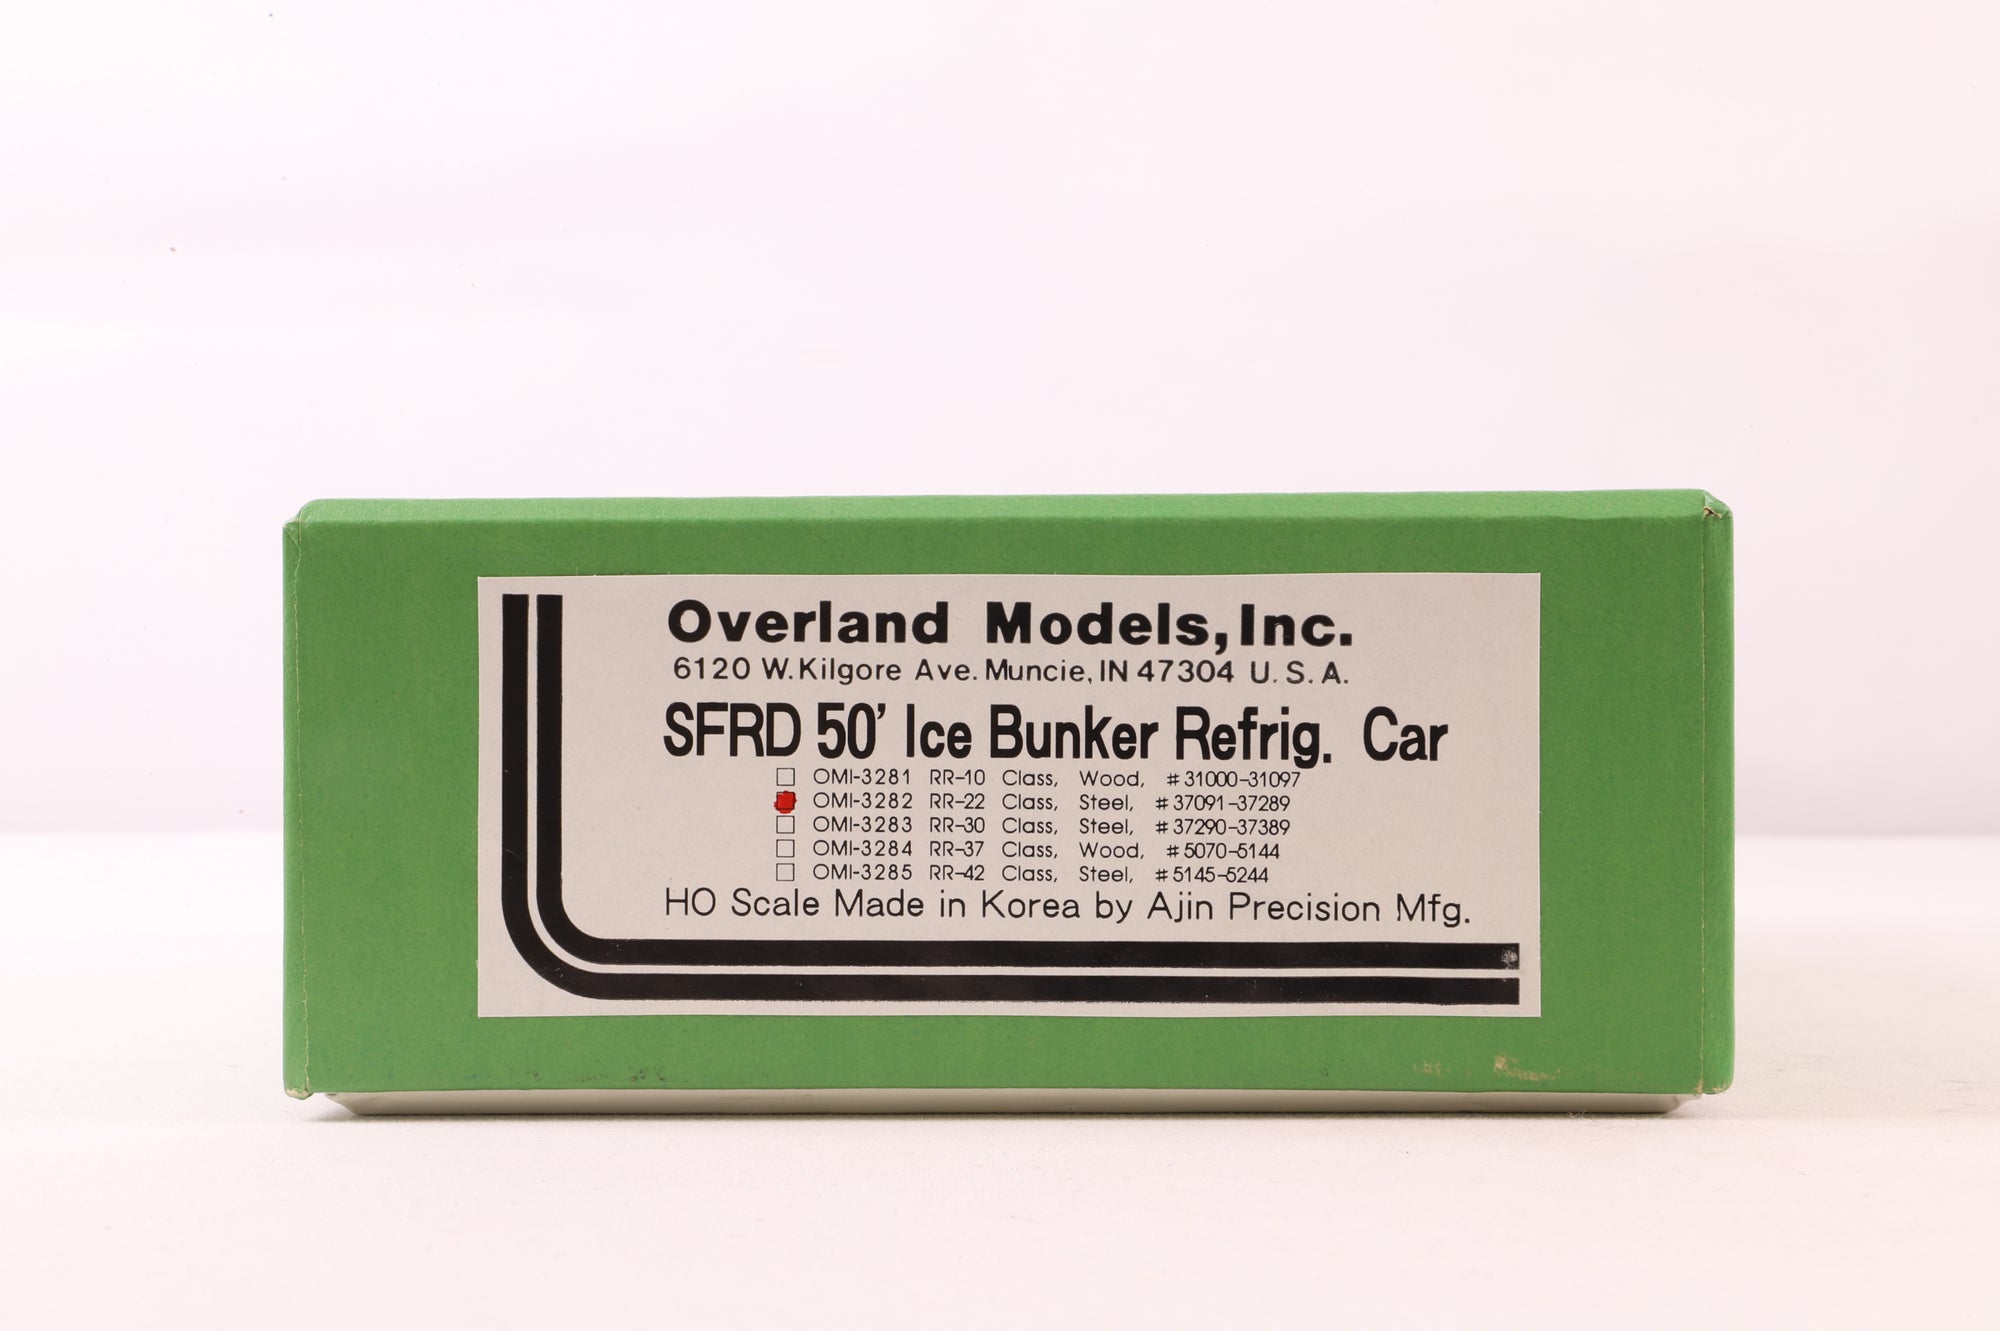 Overland Models, Inc.
6120 W. Kilgore Ave. Muncie, IN 47304 U.S.A.
SFRD 50' Ice Bunker Refrig. Car
OMI-3281 RR-10 Class, Wood, #31000-31097
OMI-3282 RR-22 Class, Steel, #37091-37289
OMI-3283 RR-30 Class, Steel, #37290-37389
OMI-3284 RR-37 Class, Wood, #5070-5144
OMI-3285 RR-42 Class, Steel, #5145-5244
HO Scale Made in Korea by Ajin Precision Mfg.